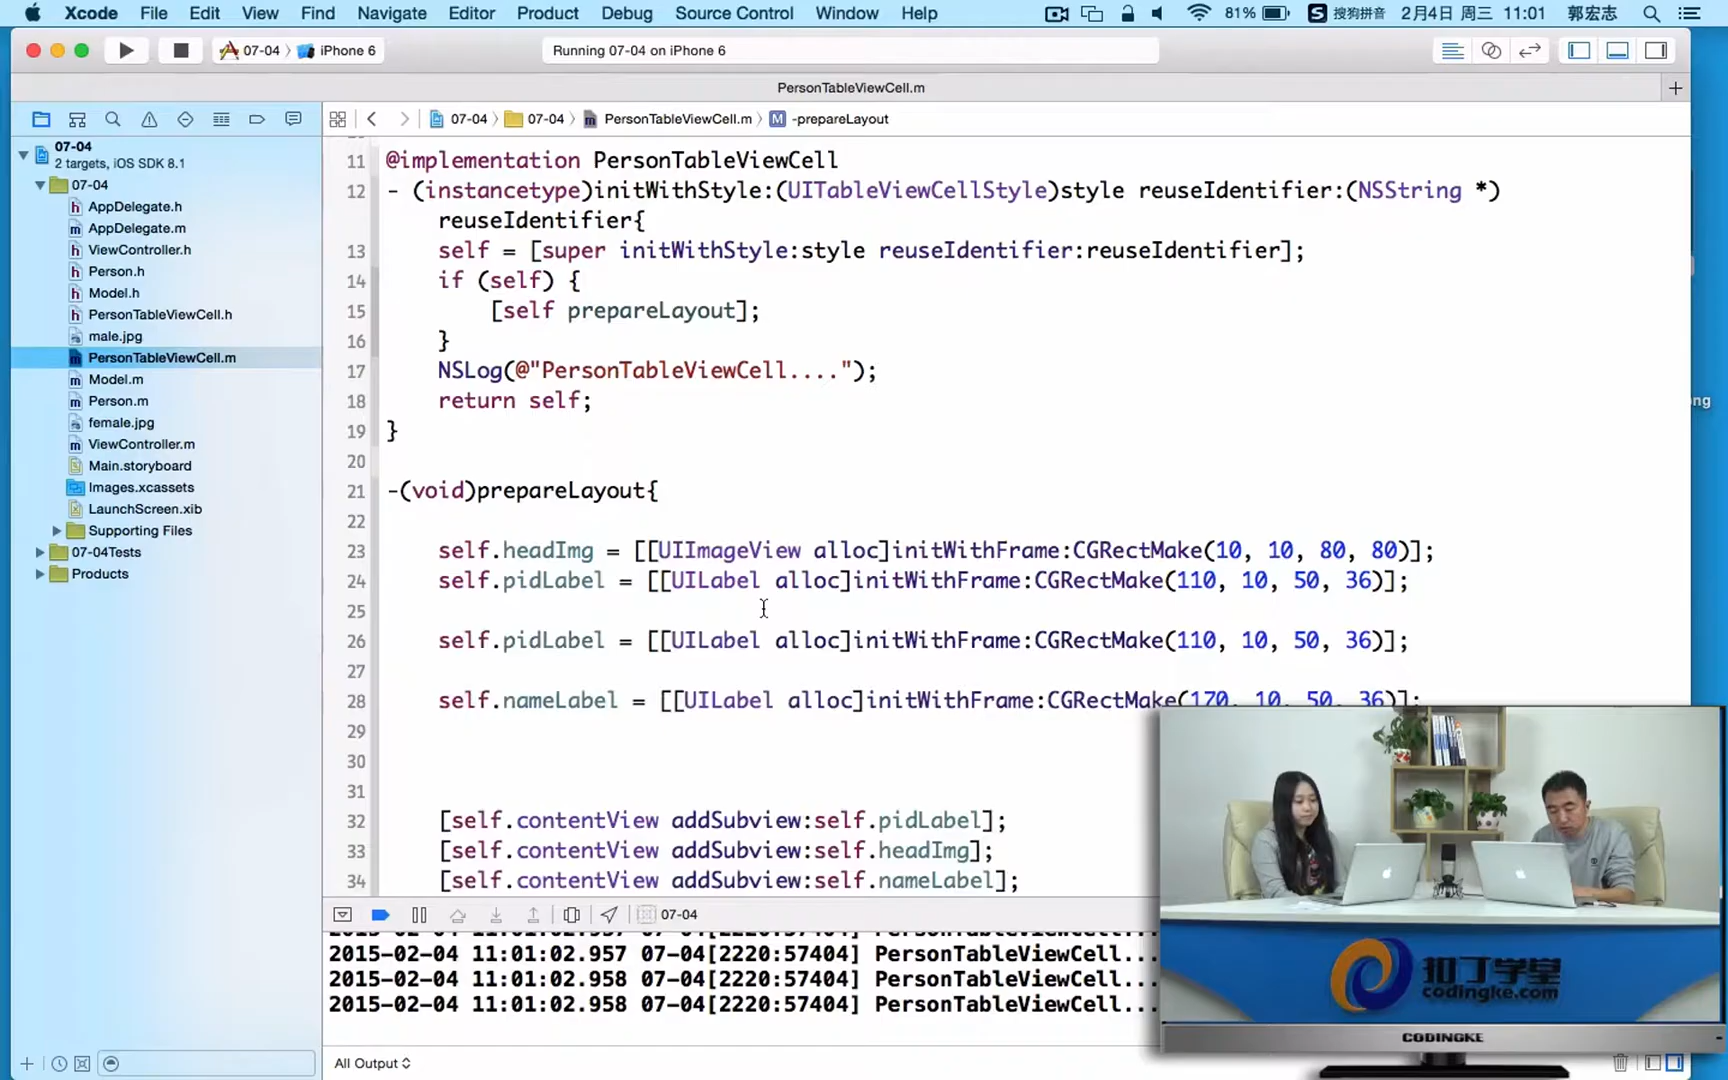 Xcode File Edit View Find Navigate Editor Product Debug Source Control Window Help 81% S 搜狗拼音 2月4日 周三 11:01 郭宏志
07-04 iPhone 6 Running 07-04 on iPhone 6
PersonTableViewCell.m
07-04 07-04 PersonTableViewCell.m M -prepareLayout
07-04
2 targets, iOS SDK 8.1
07-04
AppDelegate.h
AppDelegate.m
ViewController.h
Person.h
Model.h
PersonTableViewCell.h
male.jpg
PersonTableViewCell.m
Model.m
Person.m
female.jpg
ViewController.m
Main.storyboard
Images.xcassets
LaunchScreen.xib
Supporting Files
07-04Tests
Products
11 @implementation PersonTableViewCell
12 - (instancetype)initWithStyle:(UITableViewCellStyle)style reuseIdentifier:(NSString *)
reuseIdentifier{
13 self = [super initWithStyle:style reuseIdentifier:reuseIdentifier];
14 if (self) {
15 [self prepareLayout];
16 }
17 NSLog(@"PersonTableViewCell....");
18 return self;
19 }
20
21 -(void)prepareLayout{
22
23 self.headImg = [[UIImageView alloc]initWithFrame:CGRectMake(10, 10, 80, 80)];
24 self.pidLabel = [[UILabel alloc]initWithFrame:CGRectMake(110, 10, 50, 36)];
25
26 self.pidLabel = [[UILabel alloc]initWithFrame:CGRectMake(110, 10, 50, 36)];
27
28 self.nameLabel = [[UILabel alloc]initWithFrame:CGRectMake(170, 10, 50, 36)];
29
30
31
32 [self.contentView addSubview:self.pidLabel];
33 [self.contentView addSubview:self.headImg];
34 [self.contentView addSubview:self.nameLabel];
07-04
2015-02-04 11:01:02.957 07-04[2220:57404] PersonTableViewCell...
2015-02-04 11:01:02.958 07-04[2220:57404] PersonTableViewCell...
2015-02-04 11:01:02.958 07-04[2220:57404] PersonTableViewCell...
All Output
ong
扣丁学堂
codingke.com
CODINGKE